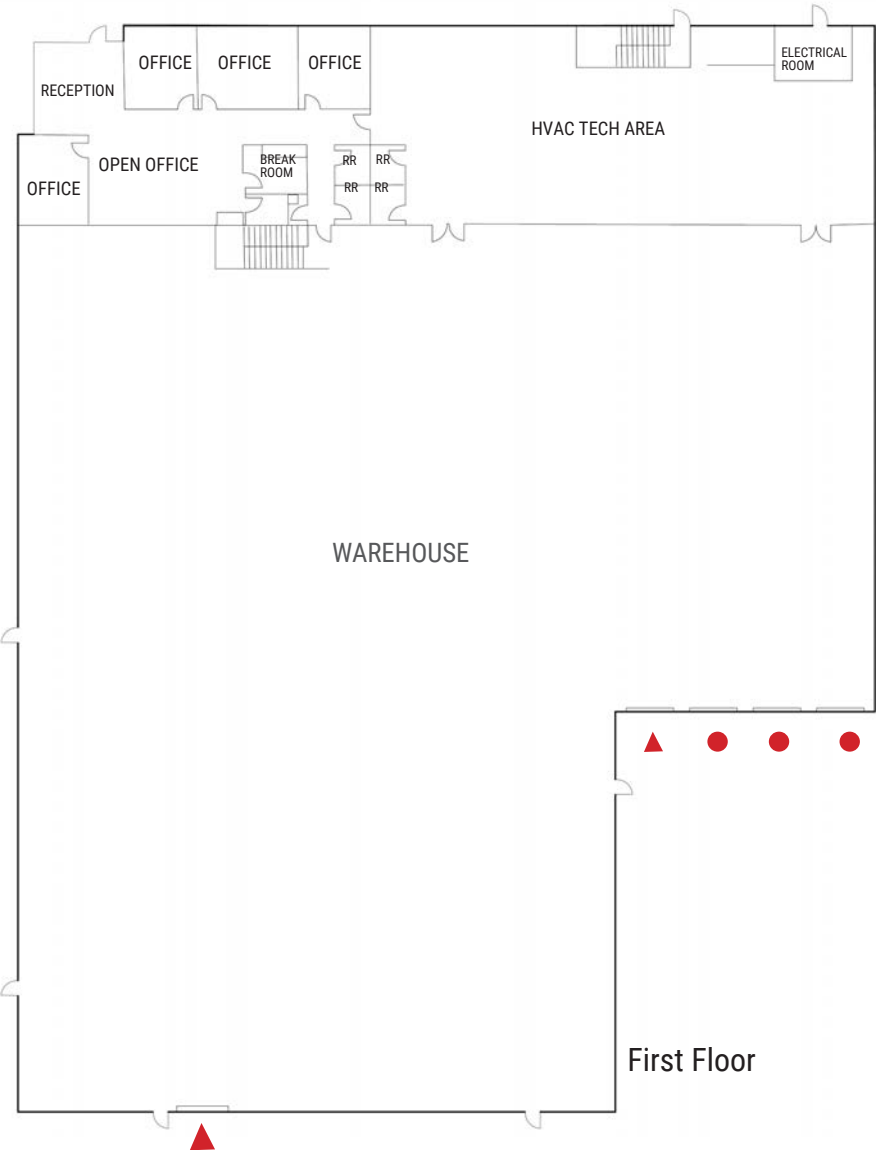 OFFICE
OFFICE
OFFICE
ELECTRICAL
ROOM
RECEPTION
HVAC TECH AREA
OPEN OFFICE
BREAK
ROOM
RR
RR
OFFICE
RR
RR
WAREHOUSE
First Floor